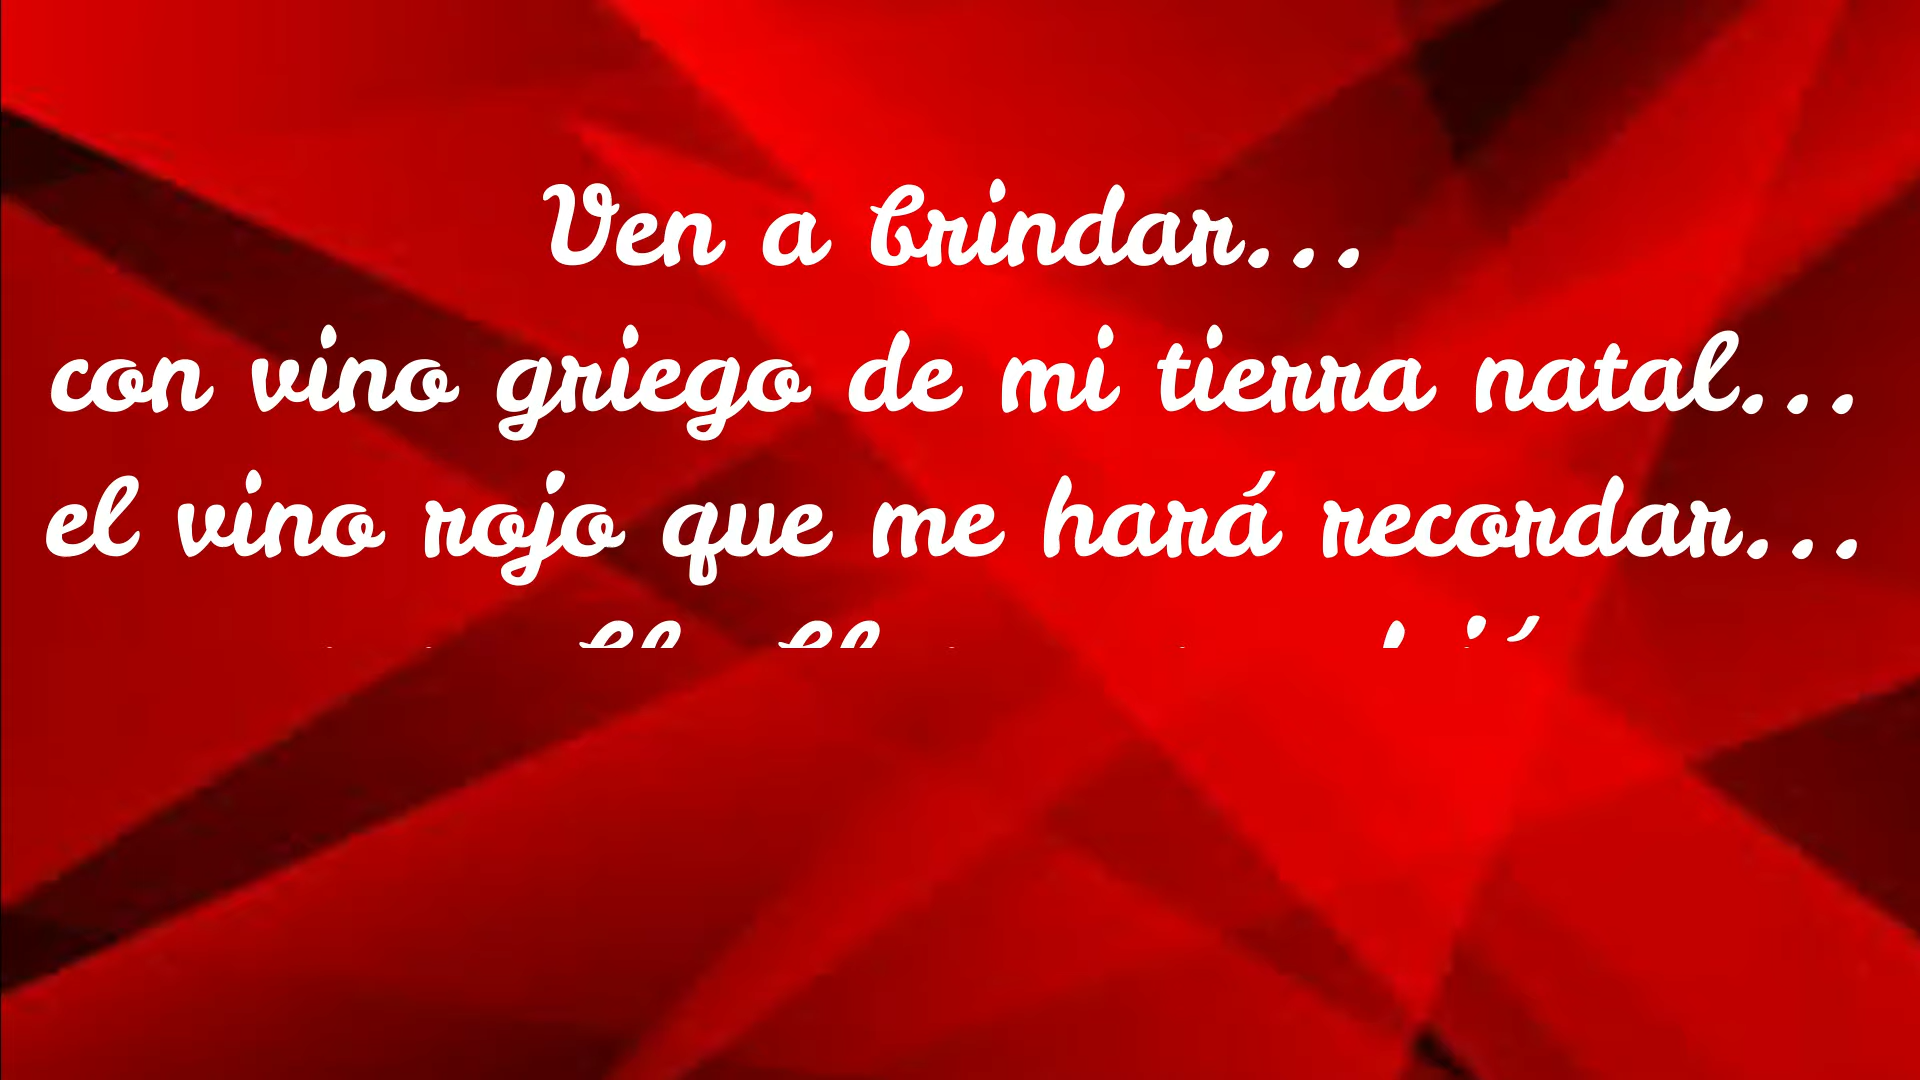 Ven a brindar...
con vino griego de mi tierra natal...
el vino rojo que me hará recordar...